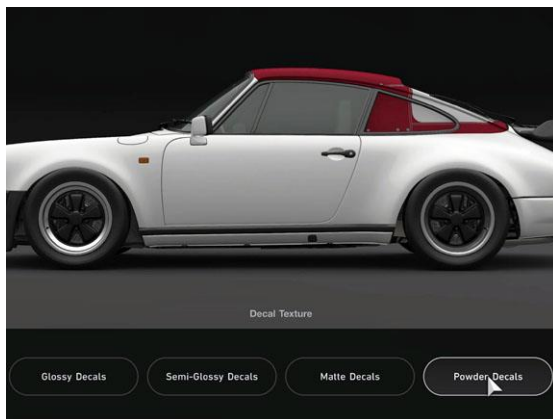 Decal Texture
Glossy Decals
Semi-Glossy Decals
Matte Decals
Powder Decals